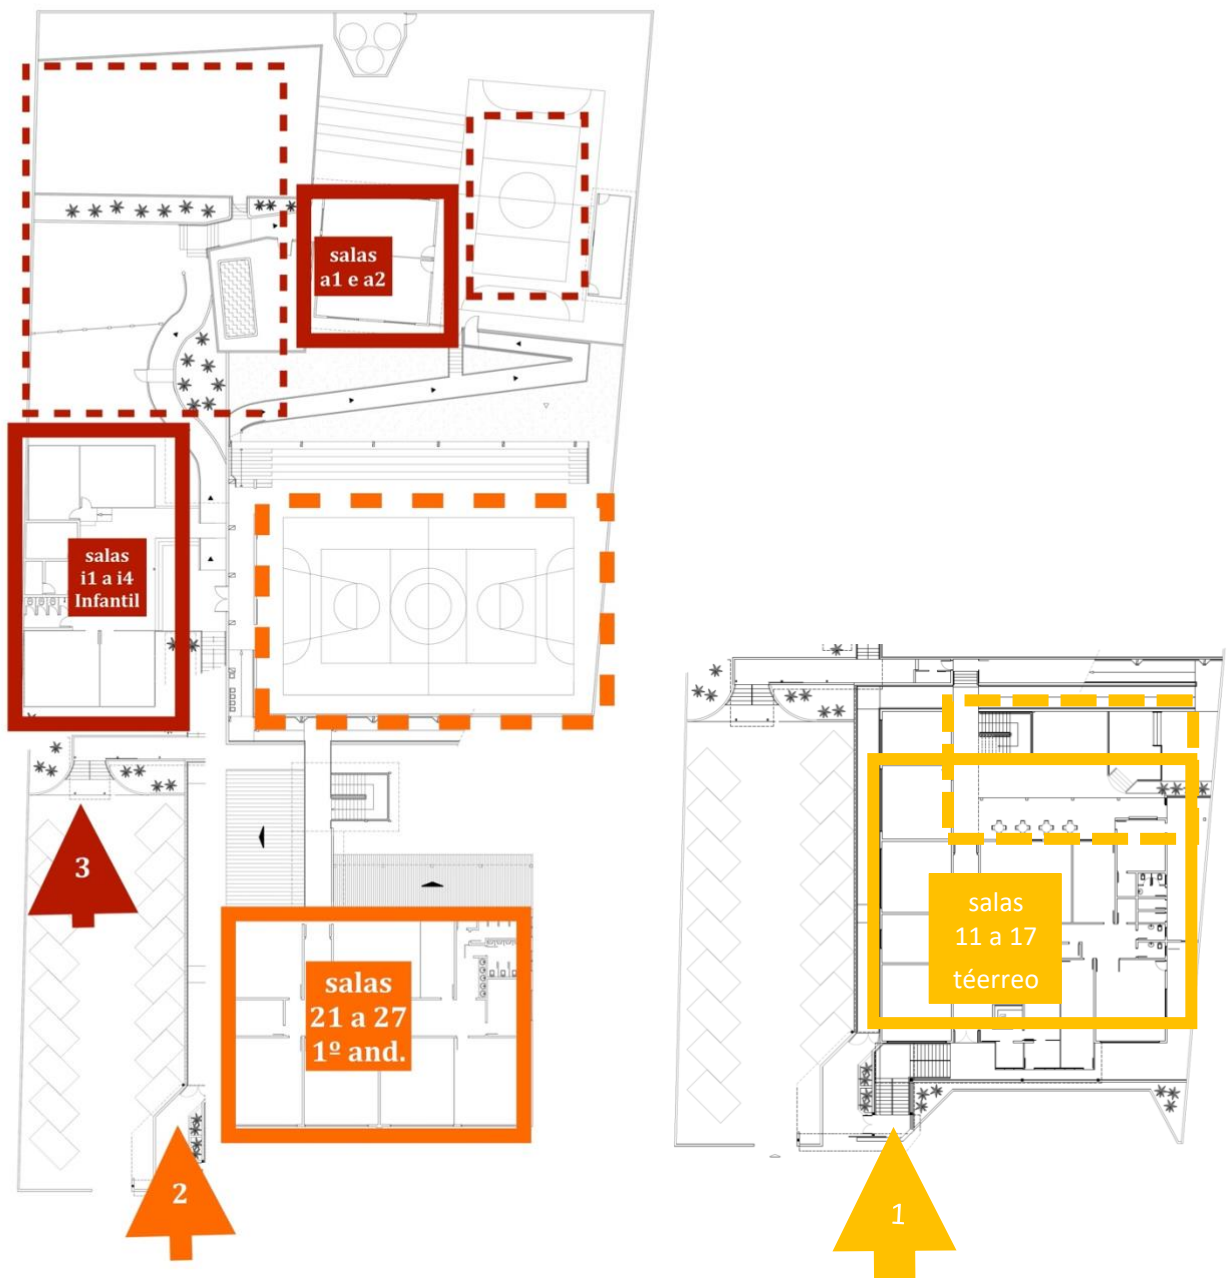 salas
a1 e a2
salas
i1 a i4
Infantil
3
salas
21 a 27
1º and.
2
salas
11 a 17
téerreo
1